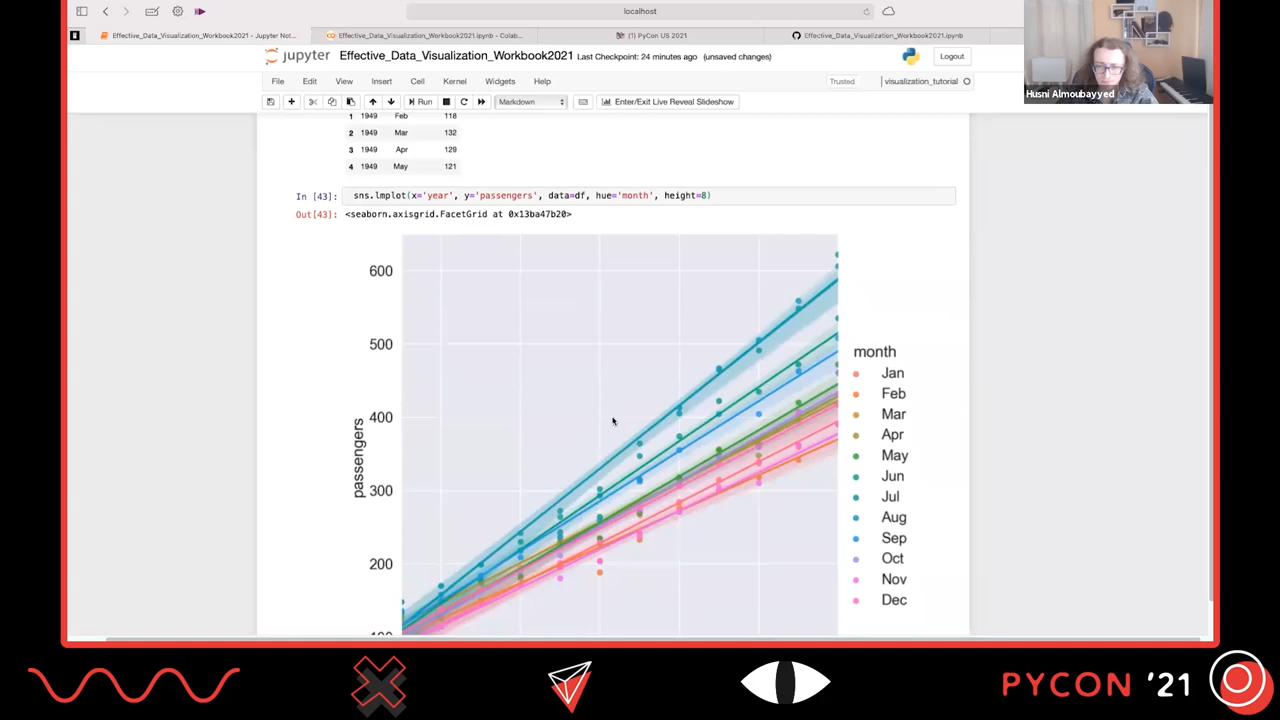 localhost
Effective_Data_Visualization_Workbook2021 - Jupyter Not...
Effective_Data_Visualization_Workbook2021.ipynb - Colab...
(1) PyCon US 2021
Effective_Data_Visualization_Workbook2021.ipynb
jupyter Effective_Data_Visualization_Workbook2021 Last Checkpoint: 24 minutes ago (unsaved changes)
Logout
File Edit View Insert Cell Kernel Widgets Help
Trusted
visualization_tutorial
Run
Markdown
Enter/Exit Live Reveal Slideshow
Husni Almoubayyed
1 1949 Feb 118
2 1949 Mar 132
3 1949 Apr 129
4 1949 May 121
In [43]: sns.lmplot(x='year', y='passengers', data=df, hue='month', height=8)
Out[43]: <seaborn.axisgrid.FacetGrid at 0x13ba47b20>
600
500
400
300
200
100
passengers
month
Jan
Feb
Mar
Apr
May
Jun
Jul
Aug
Sep
Oct
Nov
Dec
PYCON '21